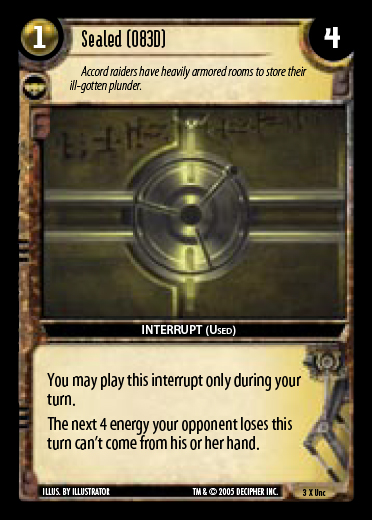 1 Sealed (083D) 4
Accord raiders have heavily armored rooms to store their
ill-gotten plunder.
INTERRUPT (USED)
You may play this interrupt only during your
turn.
The next 4 energy your opponent loses this
turn can't come from his or her hand.
ILLUS. BY ILLUSTRATOR TM & © 2005 DECIPHER INC. 3 X Unc